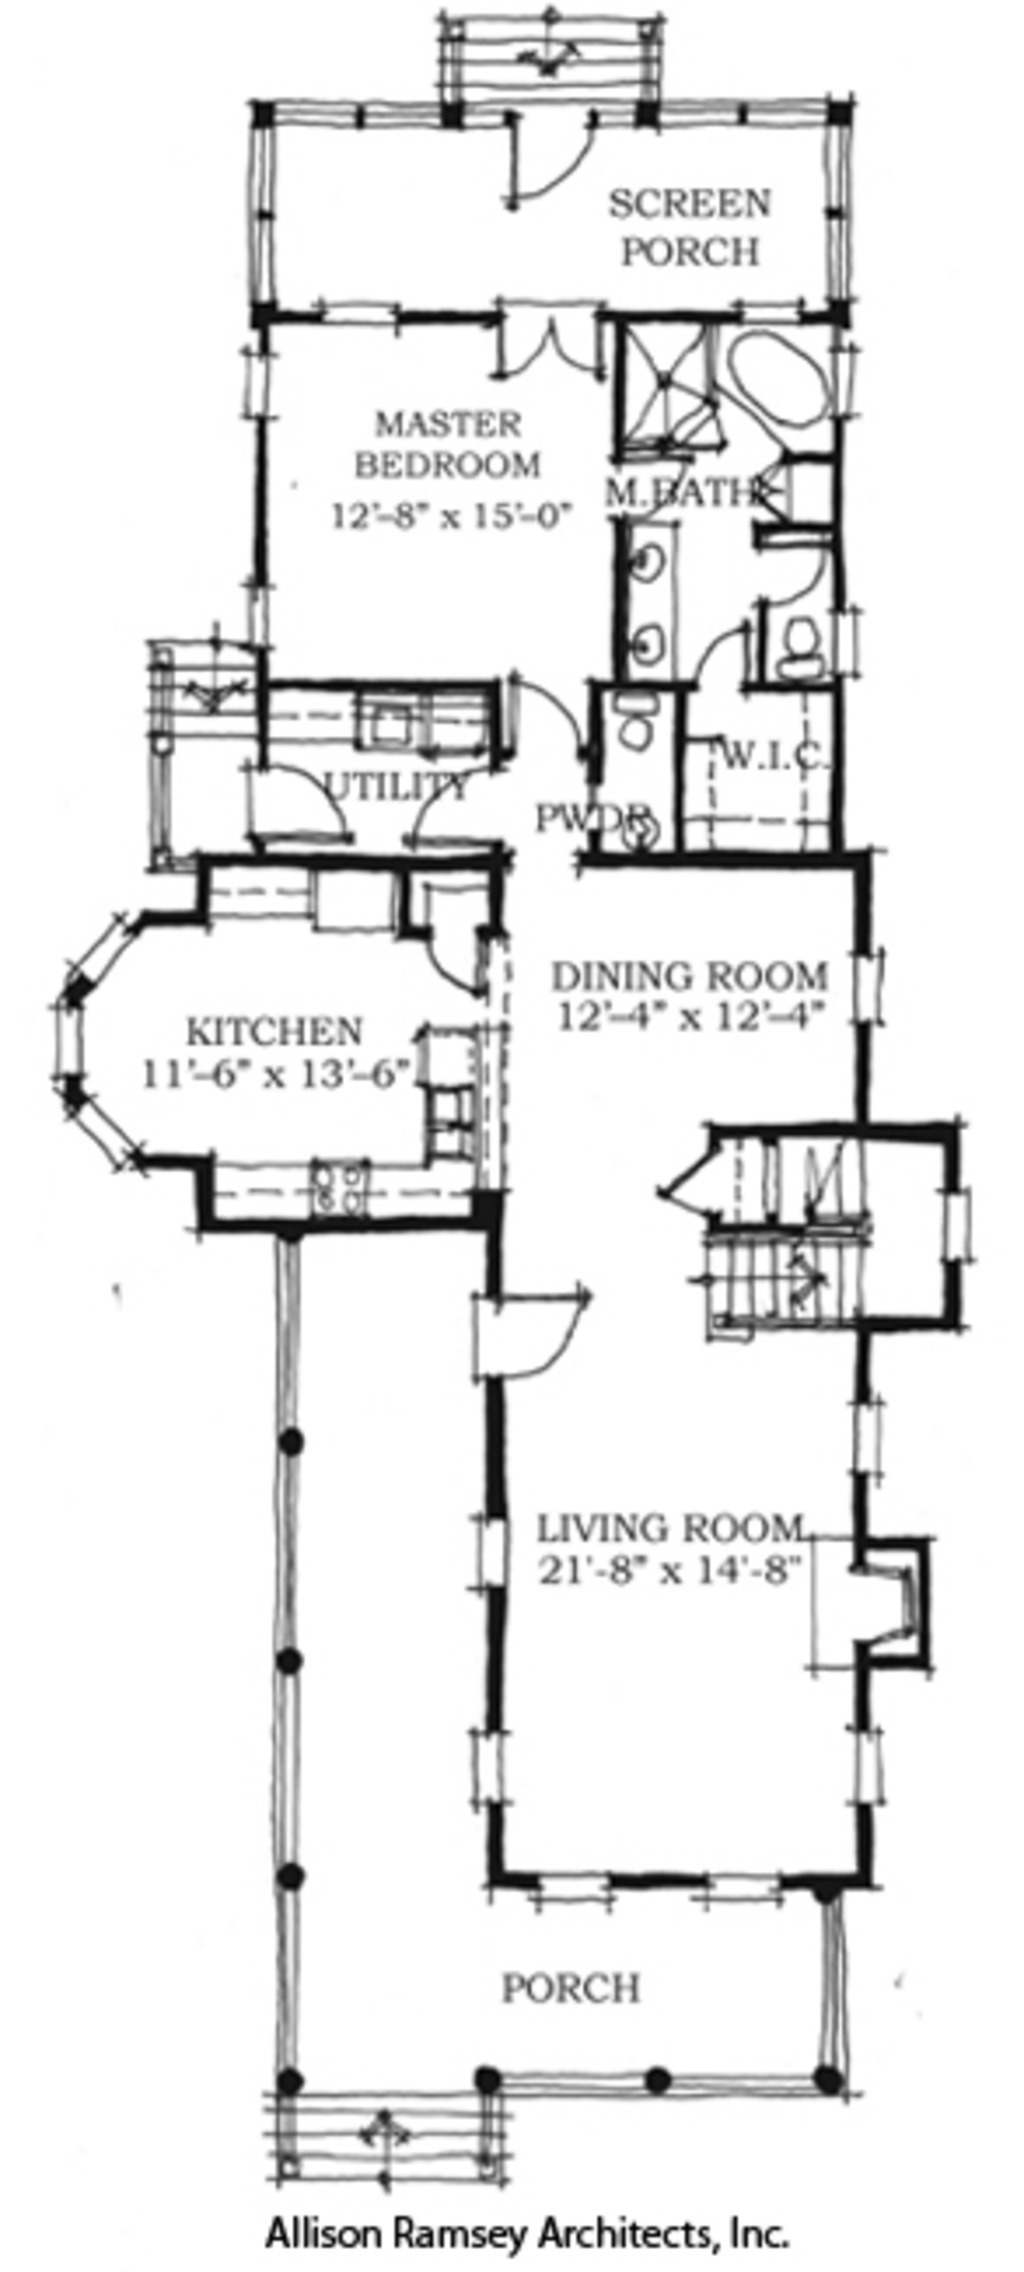 SCREEN
PORCH
MASTER
BEDROOM
12'-8" x 15'-0"
M.BATH
UTILITY
W.I.C.
PWDR
DINING ROOM
12'-4" x 12'-4"
KITCHEN
11'-6" x 13'-6"
LIVING ROOM
21'-8" x 14'-8"
PORCH
Allison Ramsey Architects, Inc.